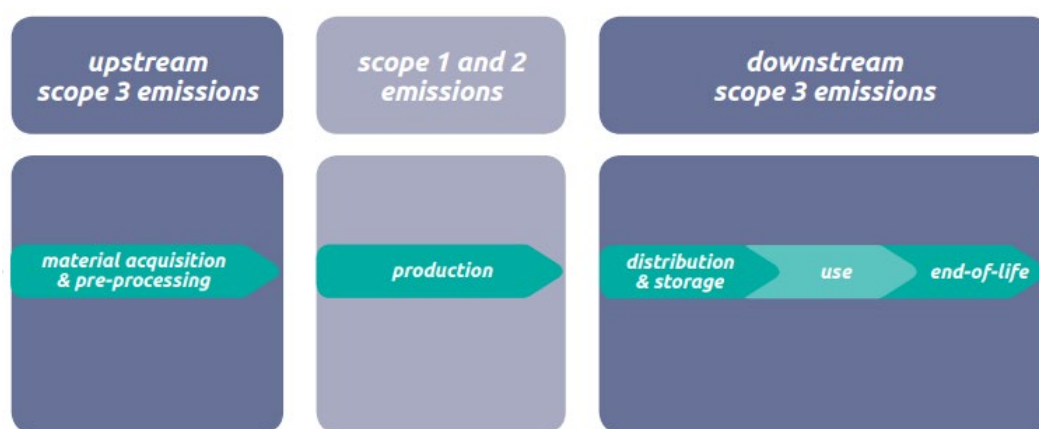 upstream
scope 3 emissions
scope 1 and 2
emissions
downstream
scope 3 emissions
material acquisition
& pre-processing
production
distribution
& storage
use
end-of-life